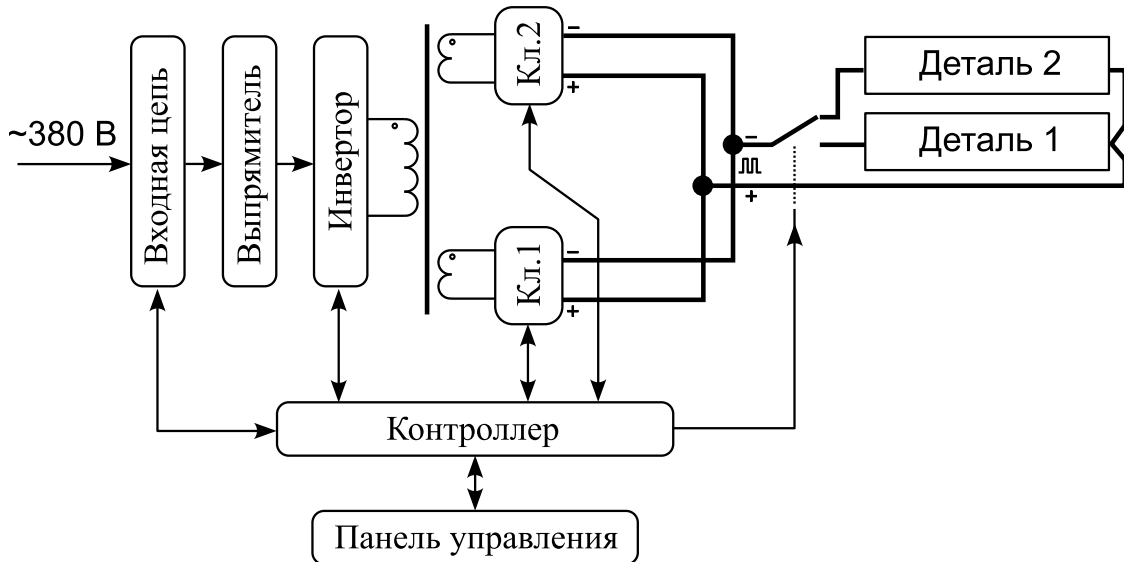 ~380 В
Входная цепь
Выпрямитель
Инвертор
Кл.2
−
+
Кл.1
−
+
−
+
Деталь 2
Деталь 1
Контроллер
Панель управления